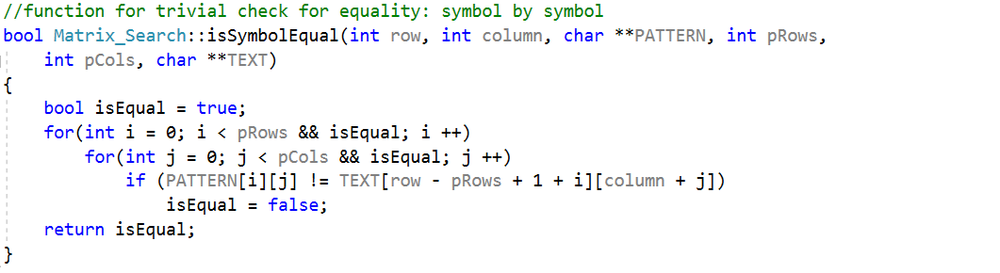 //function for trivial check for equality: symbol by symbol
bool Matrix_Search::isSymbolEqual(int row, int column, char **PATTERN, int pRows,
    int pCols, char **TEXT)
{
    bool isEqual = true;
    for(int i = 0; i < pRows && isEqual; i ++)
        for(int j = 0; j < pCols && isEqual; j ++)
            if (PATTERN[i][j] != TEXT[row - pRows + 1 + i][column + j])
                isEqual = false;
    return isEqual;
}